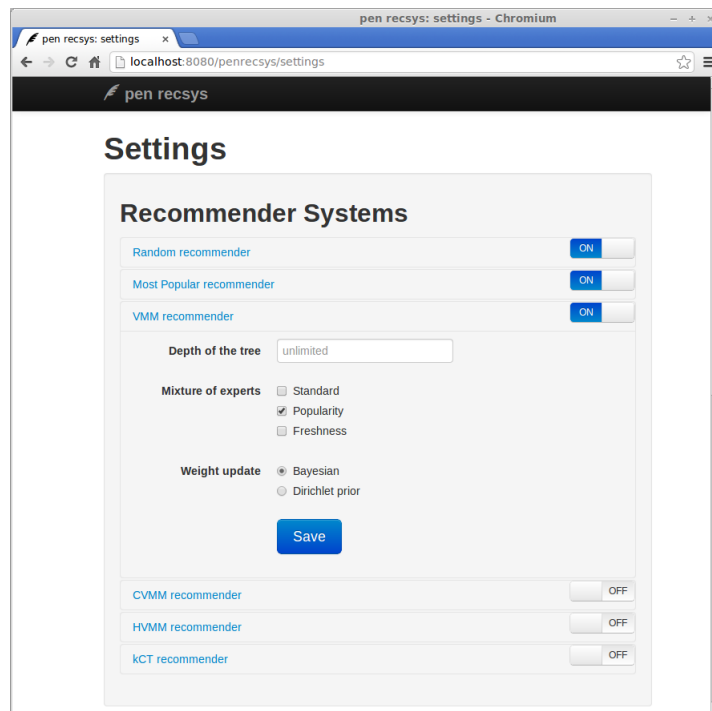 pen recsys: settings - Chromium
pen recsys: settings
localhost:8080/penrecsys/settings
pen recsys
Settings
Recommender Systems
Random recommender ON
Most Popular recommender ON
VMM recommender ON
Depth of the tree unlimited
Mixture of experts Standard
Popularity
Freshness
Weight update Bayesian
Dirichlet prior
Save
CVMM recommender OFF
HVMM recommender OFF
kCT recommender OFF